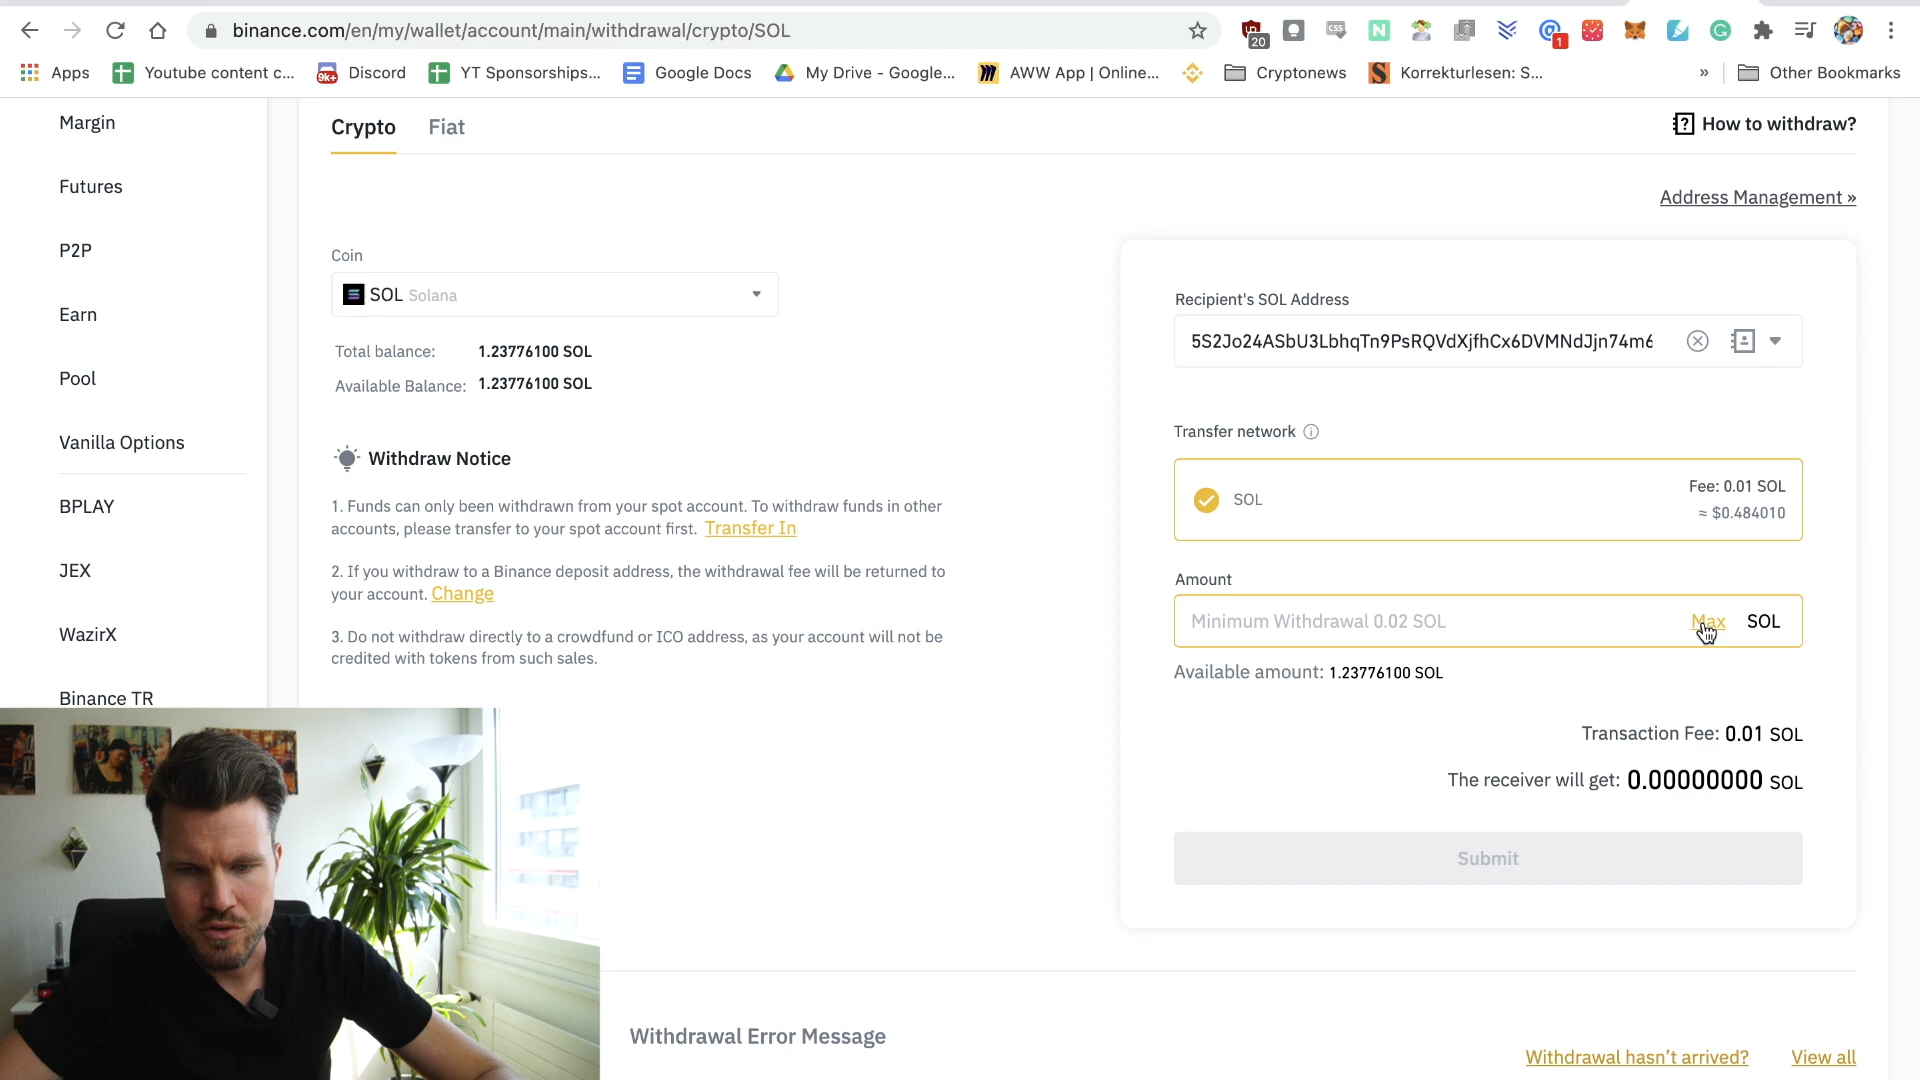 binance.com/en/my/wallet/account/main/withdrawal/crypto/SOL
20
CSS
N
1
G
Apps
Youtube content c...
9K+
Discord
YT Sponsorships...
Google Docs
My Drive - Google...
AWW App | Online...
Cryptonews
S
Korrekturlesen: S...
»
Other Bookmarks
Margin
Futures
P2P
Earn
Pool
Vanilla Options
BPLAY
JEX
WazirX
Binance TR
Crypto
Fiat
How to withdraw?
Address Management »
Coin
SOL Solana
Total balance: 1.23776100 SOL
Available Balance: 1.23776100 SOL
Withdraw Notice
1. Funds can only been withdrawn from your spot account. To withdraw funds in other
accounts, please transfer to your spot account first. Transfer In
2. If you withdraw to a Binance deposit address, the withdrawal fee will be returned to
your account. Change
3. Do not withdraw directly to a crowdfund or ICO address, as your account will not be
credited with tokens from such sales.
Recipient's SOL Address
5S2Jo24ASbU3LbhqTn9PsRQVdXjfhCx6DVMNdJjn74m6
Transfer network
SOL
Fee: 0.01 SOL
≈ $0.484010
Amount
Minimum Withdrawal 0.02 SOL
Max SOL
Available amount: 1.23776100 SOL
Transaction Fee: 0.01 SOL
The receiver will get: 0.00000000 SOL
Submit
Withdrawal Error Message
Withdrawal hasn't arrived?
View all